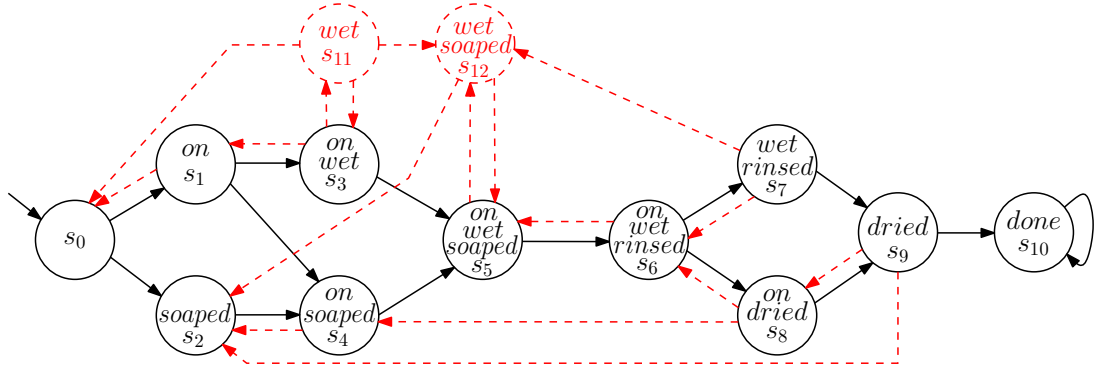 wet
s11
wet
soaped
s12
on
s1
on
wet
s3
wet
rinsed
s7
s0
on
wet
soaped
s5
on
wet
rinsed
s6
dried
s9
done
s10
soaped
s2
on
soaped
s4
on
dried
s8